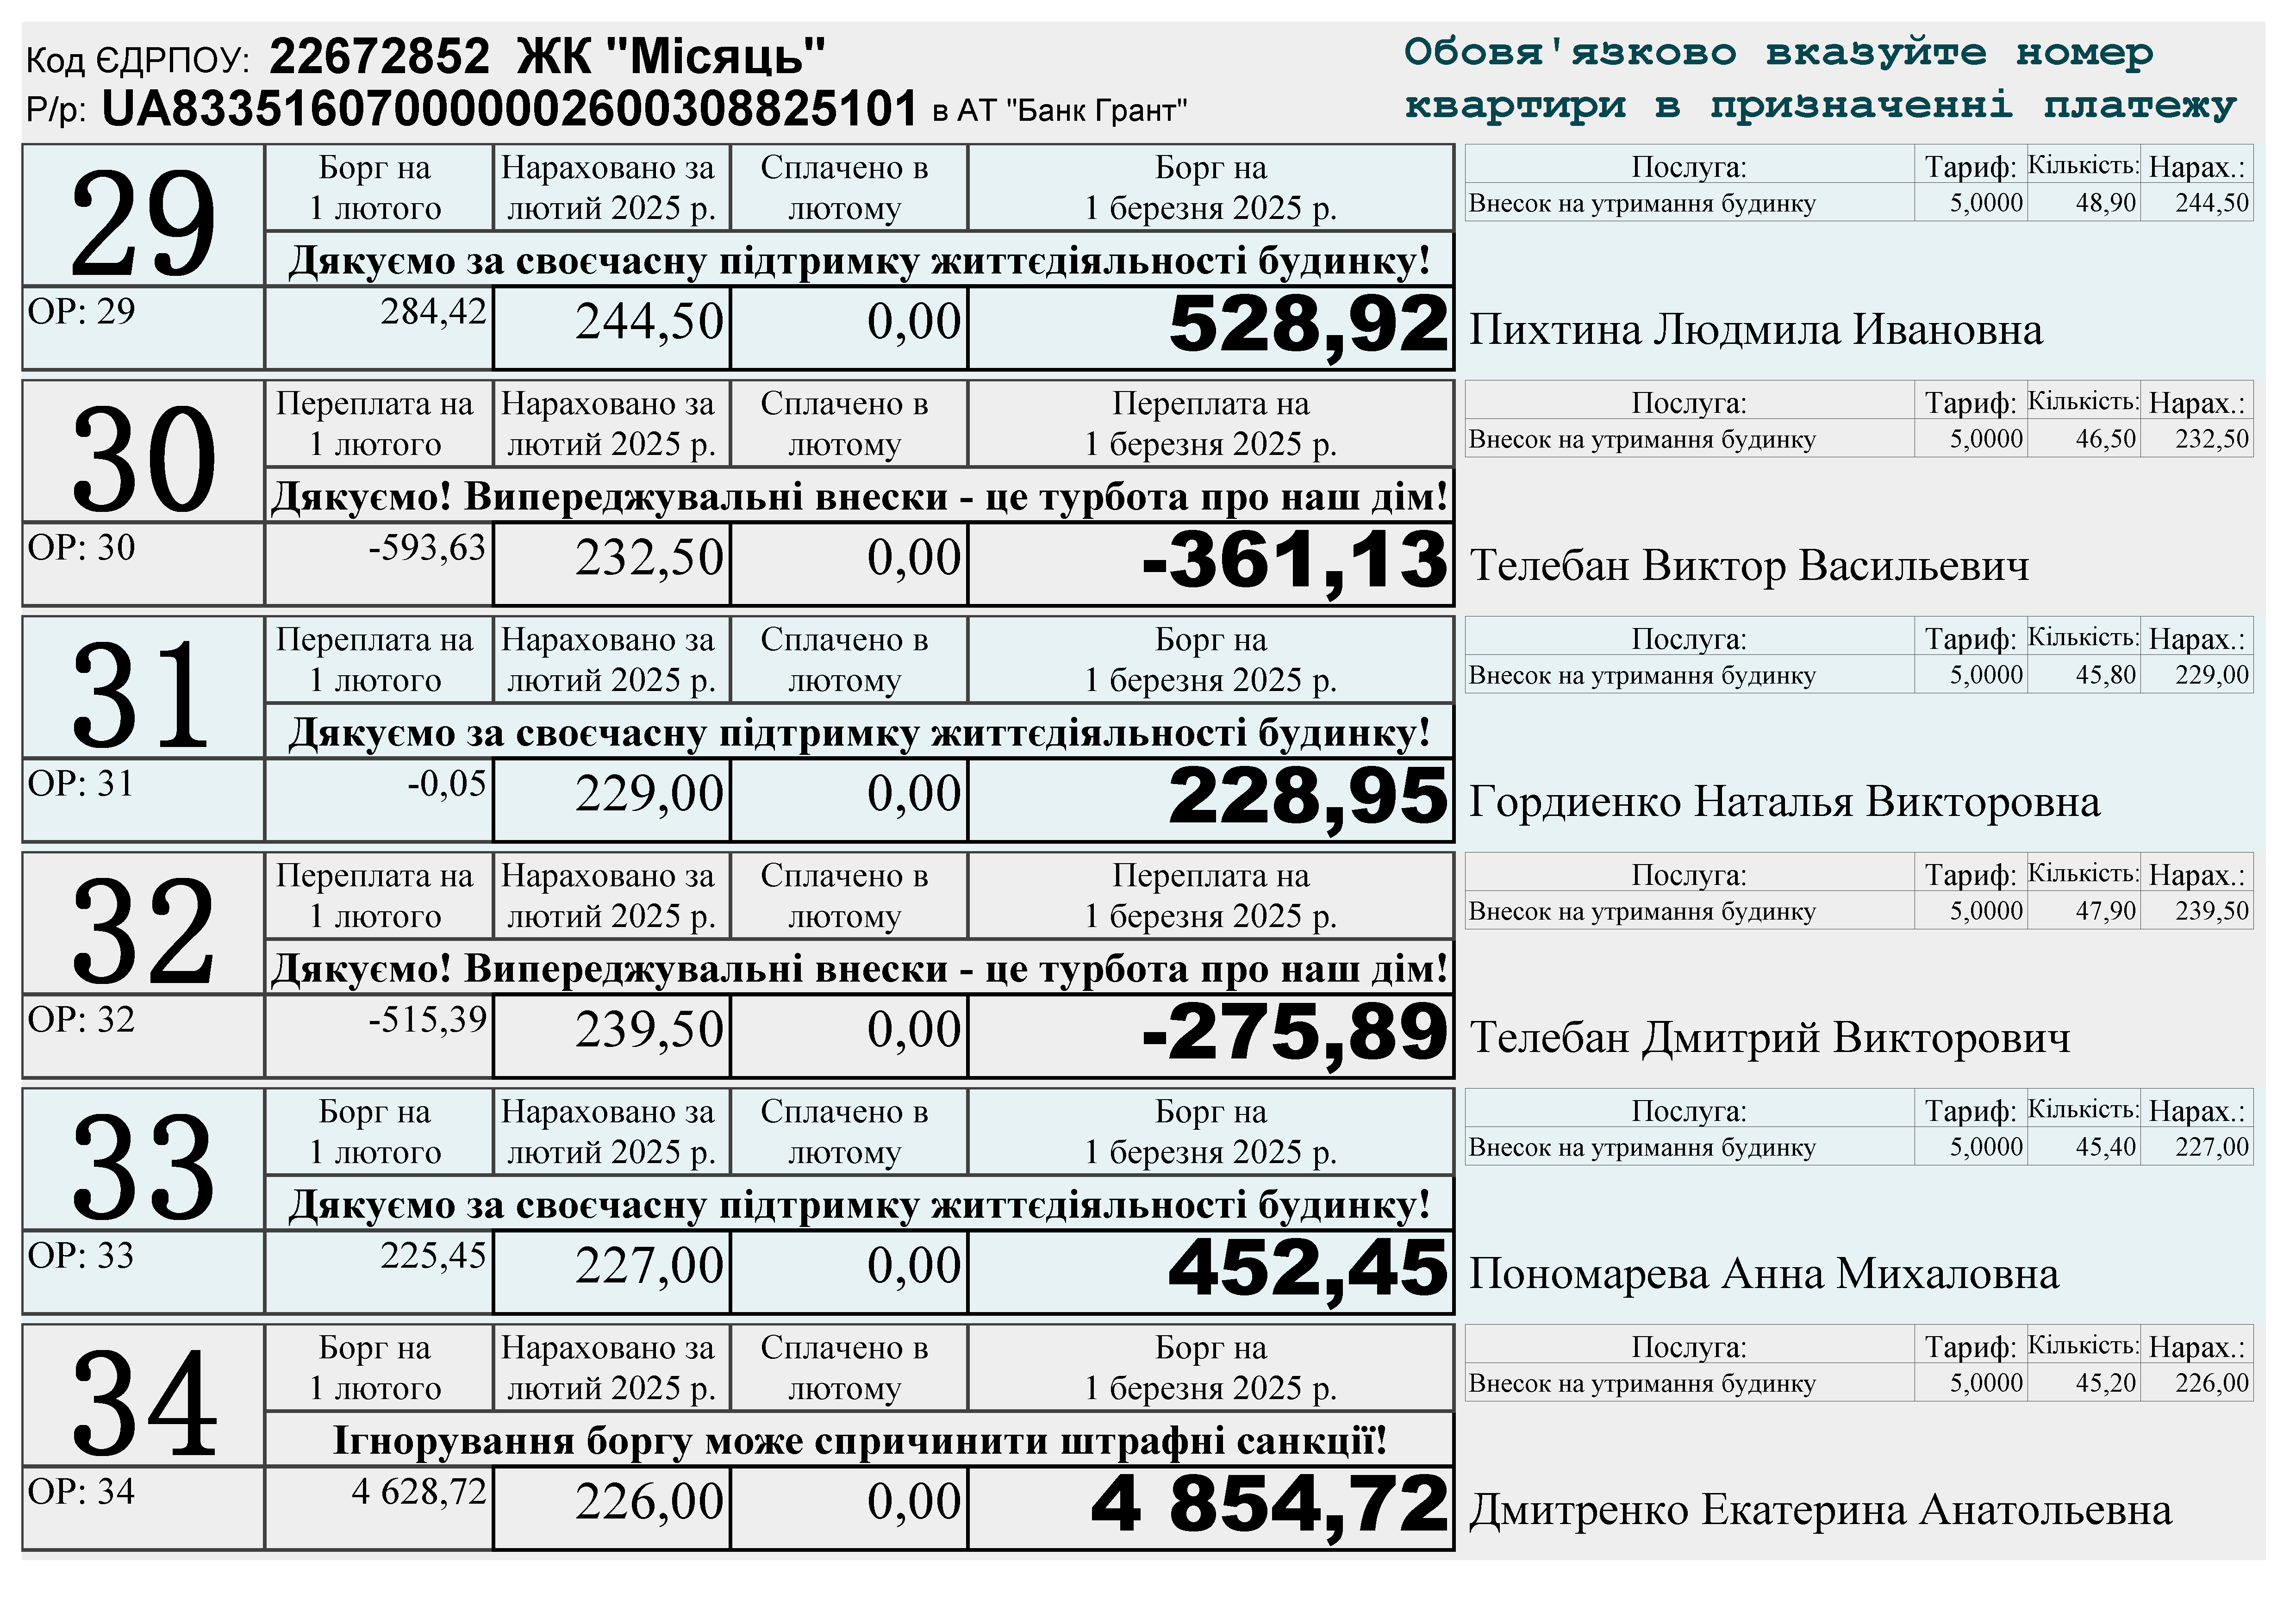 Код ЄДРПОУ: 22672852 ЖК "Місяць"
Р/р: UA833516070000002600308825101 в АТ "Банк Грант"
Обовя'язково вказуйте номер
квартири в призначенні платежу
29
Борг на
1 лютого
Нараховано за
лютий 2025 р.
Сплачено в
лютому
Борг на
1 березня 2025 р.
Дякуємо за своєчасну підтримку життєдіяльності будинку!
ОР: 29 284,42 244,50 0,00 528,92
Послуга: Тариф: Кількість: Нарах.:
Внесок на утримання будинку 5,0000 48,90 244,50
Пихтина Людмила Ивановна
30
Переплата на
1 лютого
Нараховано за
лютий 2025 р.
Сплачено в
лютому
Переплата на
1 березня 2025 р.
Дякуємо! Випереджувальні внески - це турбота про наш дім!
ОР: 30 -593,63 232,50 0,00 -361,13
Послуга: Тариф: Кількість: Нарах.:
Внесок на утримання будинку 5,0000 46,50 232,50
Телебан Виктор Васильевич
31
Переплата на
1 лютого
Нараховано за
лютий 2025 р.
Сплачено в
лютому
Борг на
1 березня 2025 р.
Дякуємо за своєчасну підтримку життєдіяльності будинку!
ОР: 31 -0,05 229,00 0,00 228,95
Послуга: Тариф: Кількість: Нарах.:
Внесок на утримання будинку 5,0000 45,80 229,00
Гордиенко Наталья Викторовна
32
Переплата на
1 лютого
Нараховано за
лютий 2025 р.
Сплачено в
лютому
Переплата на
1 березня 2025 р.
Дякуємо! Випереджувальні внески - це турбота про наш дім!
ОР: 32 -515,39 239,50 0,00 -275,89
Послуга: Тариф: Кількість: Нарах.:
Внесок на утримання будинку 5,0000 47,90 239,50
Телебан Дмитрий Викторович
33
Борг на
1 лютого
Нараховано за
лютий 2025 р.
Сплачено в
лютому
Борг на
1 березня 2025 р.
Дякуємо за своєчасну підтримку життєдіяльності будинку!
ОР: 33 225,45 227,00 0,00 452,45
Послуга: Тариф: Кількість: Нарах.:
Внесок на утримання будинку 5,0000 45,40 227,00
Пономарева Анна Михаловна
34
Борг на
1 лютого
Нараховано за
лютий 2025 р.
Сплачено в
лютому
Борг на
1 березня 2025 р.
Ігнорування боргу може спричинити штрафні санкції!
ОР: 34 4 628,72 226,00 0,00 4 854,72
Послуга: Тариф: Кількість: Нарах.:
Внесок на утримання будинку 5,0000 45,20 226,00
Дмитренко Екатерина Анатольевна